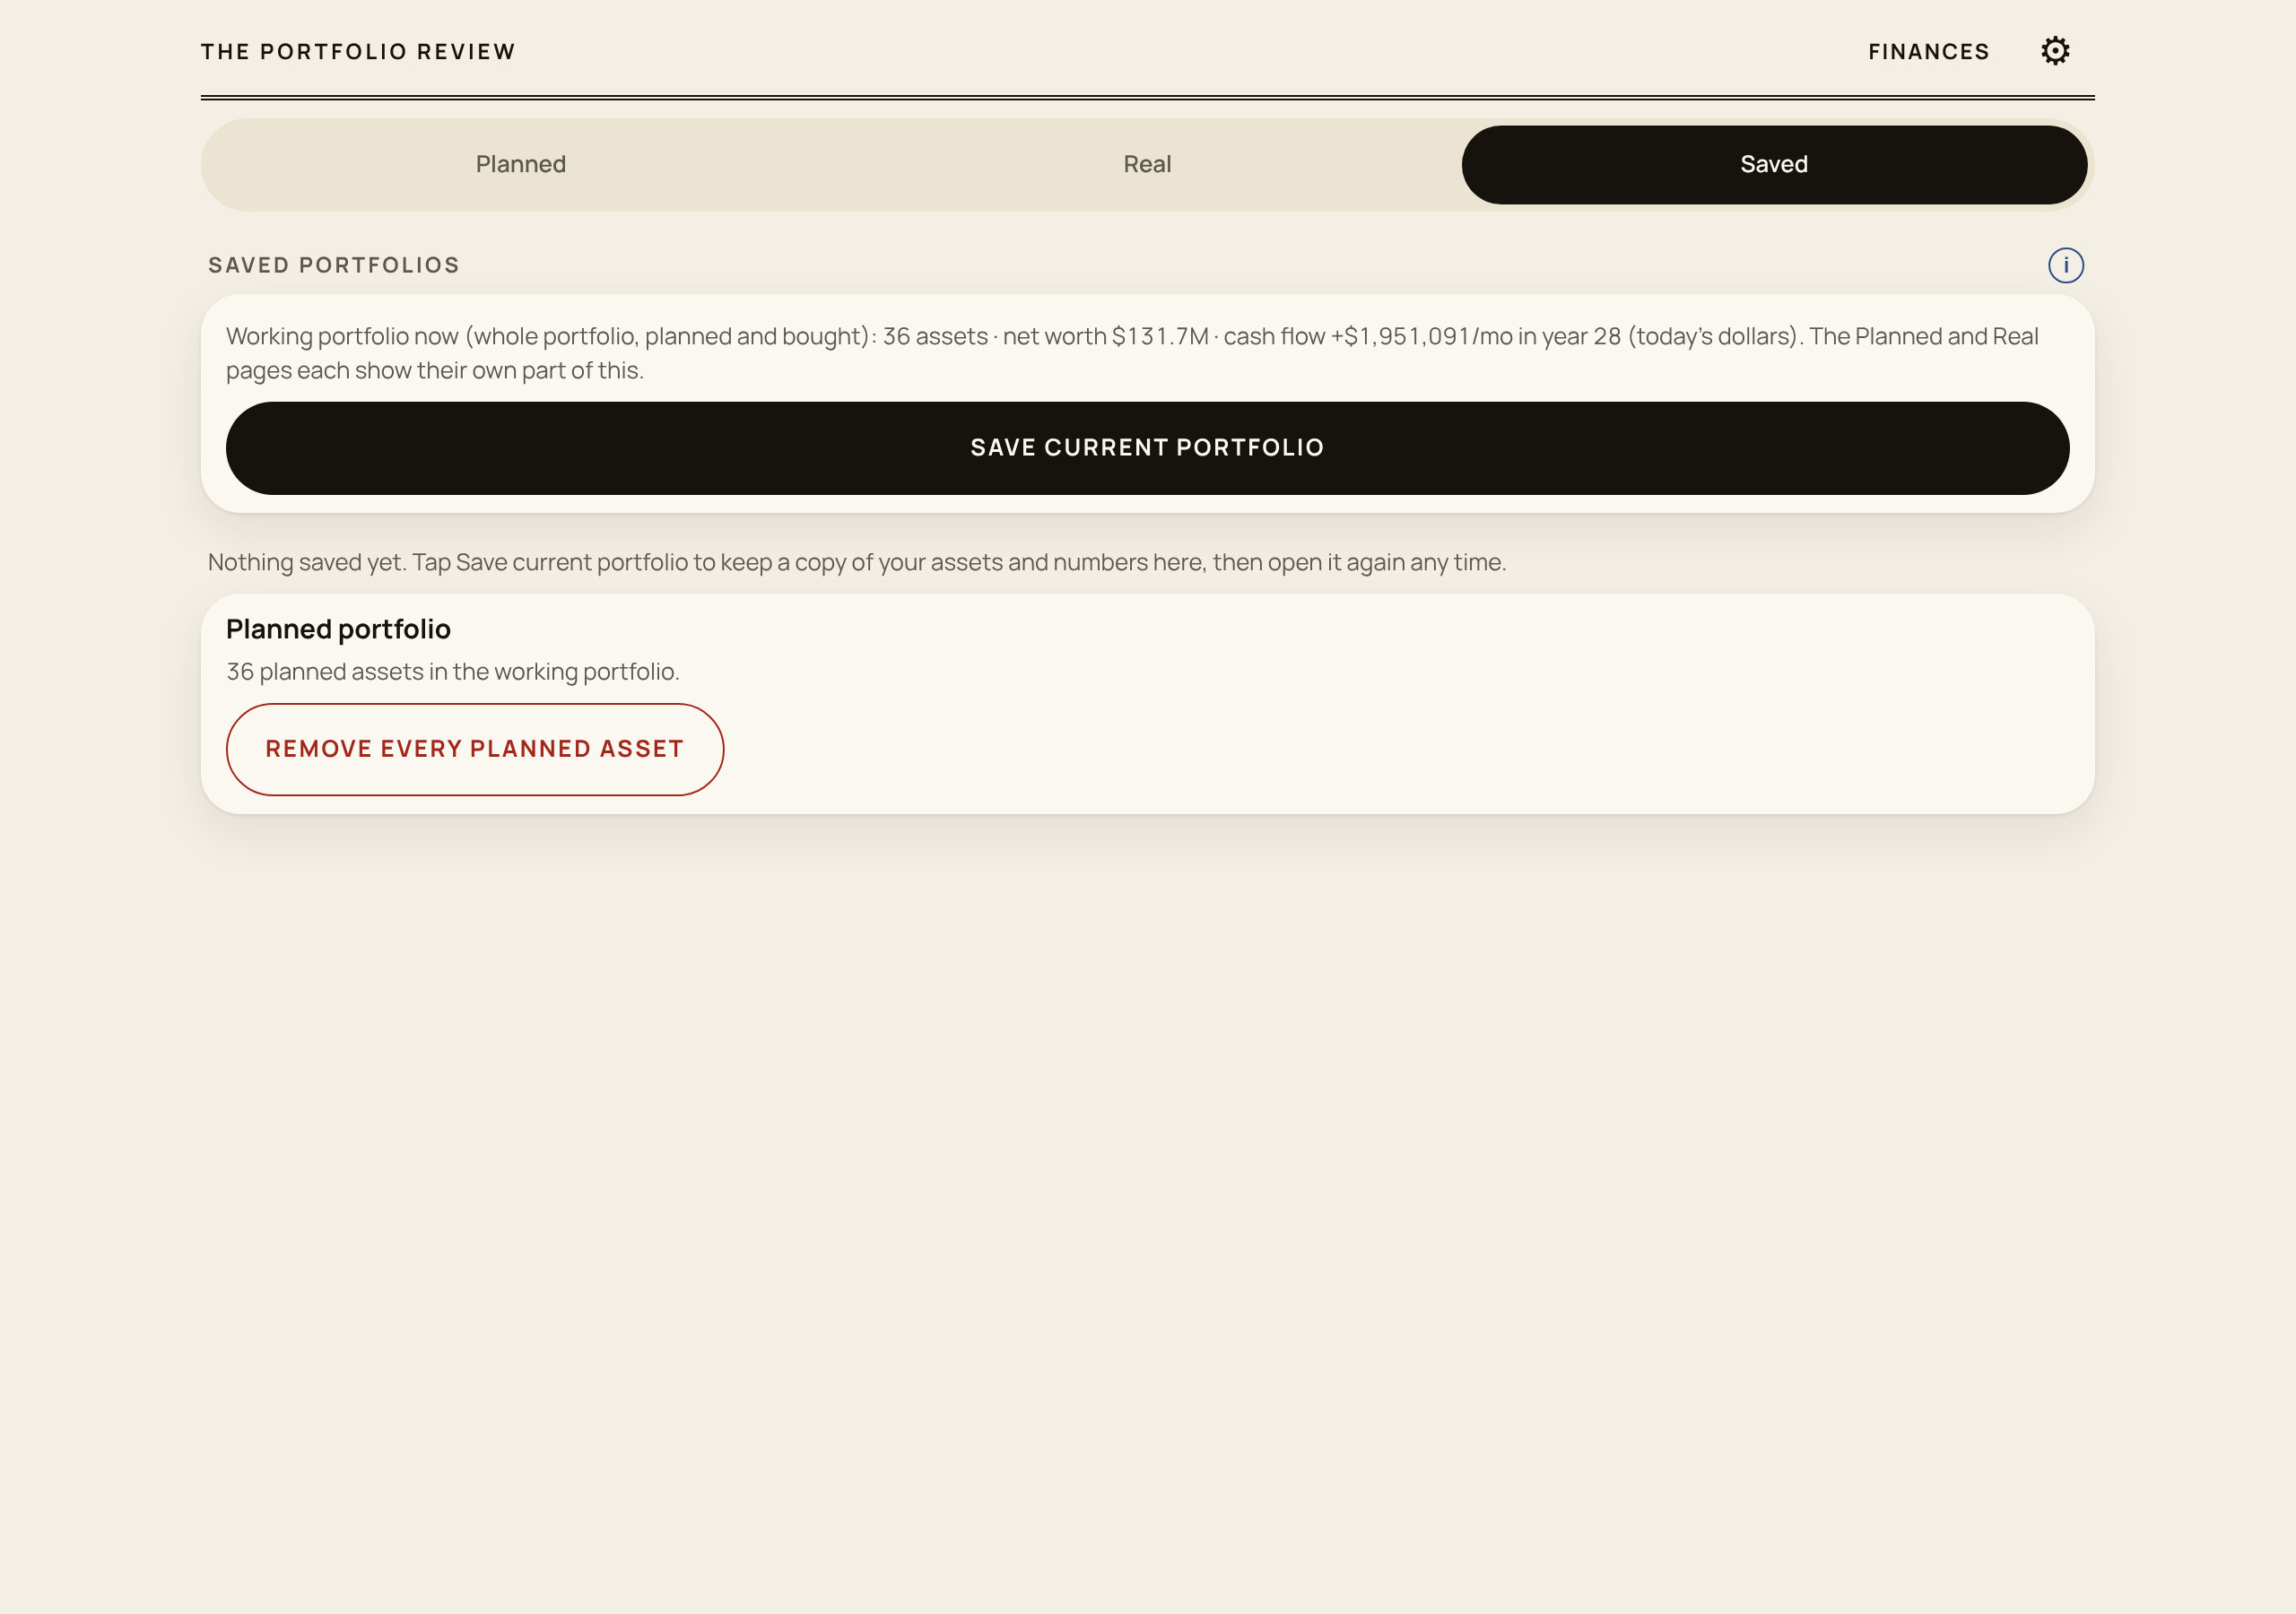 THE PORTFOLIO REVIEW
FINANCES
Planned
Real
Saved
SAVED PORTFOLIOS
i
Working portfolio now (whole portfolio, planned and bought): 36 assets · net worth $131.7M · cash flow +$1,951,091/mo in year 28 (today’s dollars). The Planned and Real
pages each show their own part of this.
SAVE CURRENT PORTFOLIO
Nothing saved yet. Tap Save current portfolio to keep a copy of your assets and numbers here, then open it again any time.
Planned portfolio
36 planned assets in the working portfolio.
REMOVE EVERY PLANNED ASSET